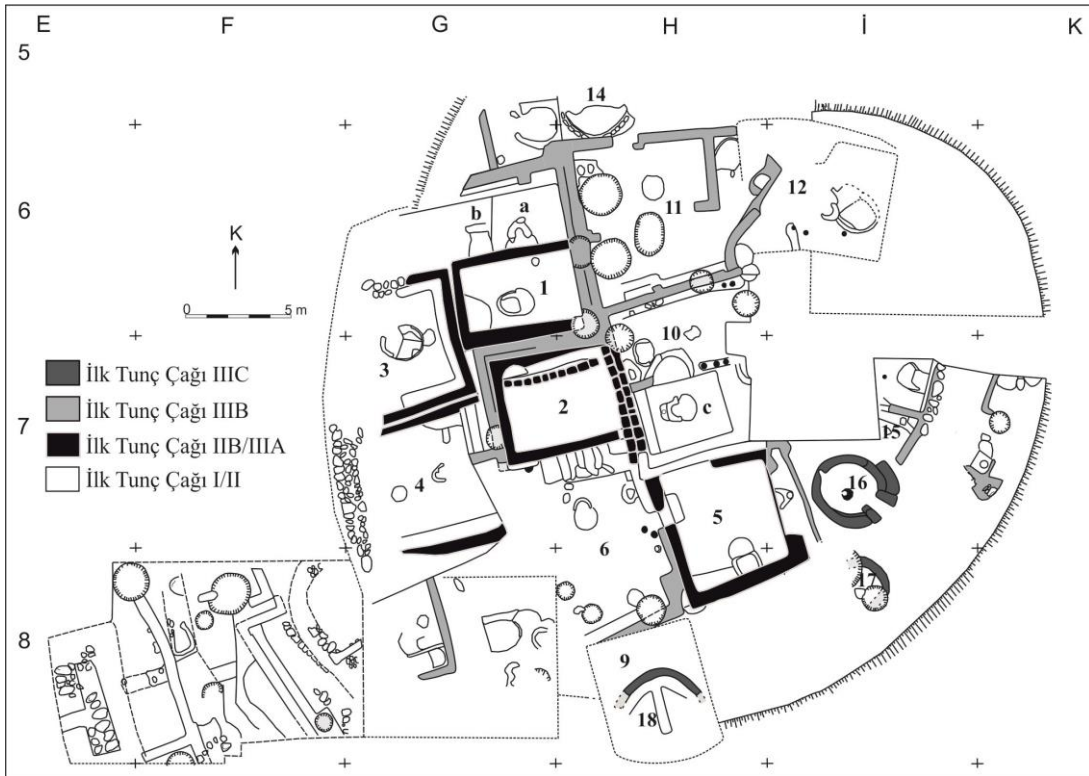 E F G H İ K
5
14
12
6
b a 11
K
1
0 5 m
10
3
İlk Tunç Çağı IIIC
İlk Tunç Çağı IIIB
2 c
7
İlk Tunç Çağı IIB/IIIA
15
İlk Tunç Çağı I/II
16
4
5
6
17
8
9
18